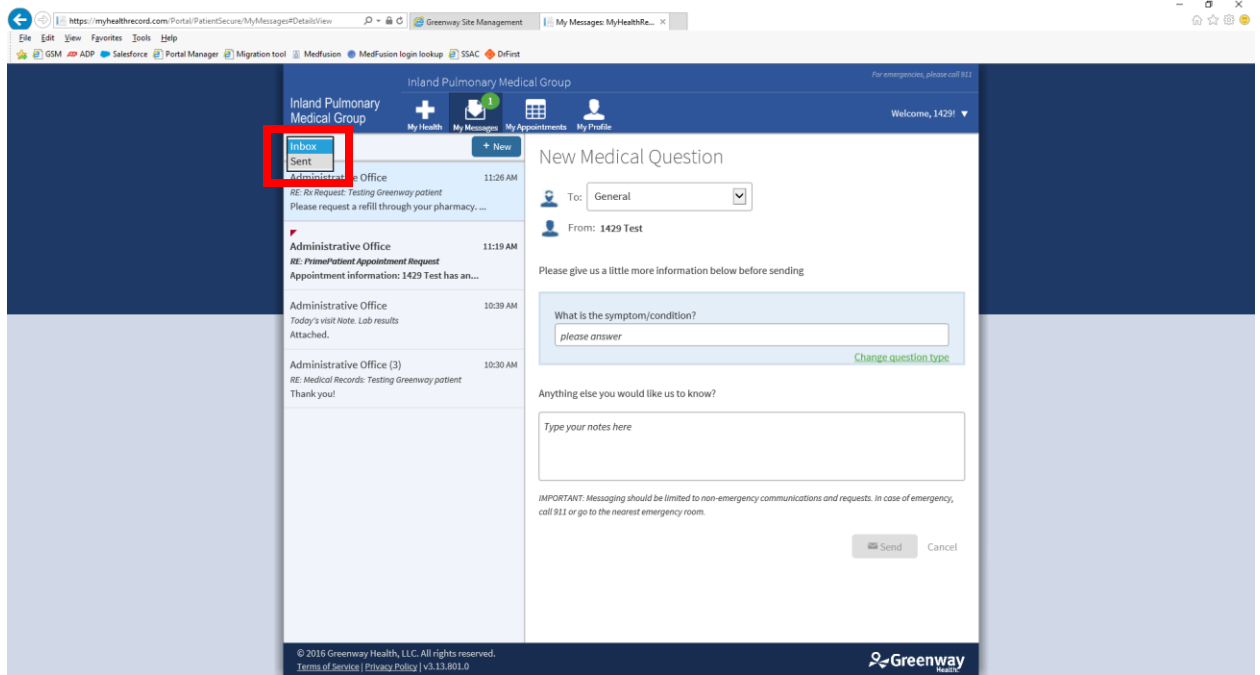 https://myhealthrecord.com/Portal/PatientSecure/MyMessages#DetailsView
Greenway Site Management
My Messages: MyHealthRe...
File Edit View Favorites Tools Help
GSM ADP Salesforce Portal Manager Migration tool Medfusion MedFusion login lookup SSAC DrFirst
Inland Pulmonary Medical Group
For emergencies, please call 911
Inland Pulmonary
Medical Group
My Health
My Messages
1
My Appointments
My Profile
Welcome, 1429!
Inbox
Sent
+ New
Administrative Office 11:26 AM
RE: Rx Request: Testing Greenway patient
Please request a refill through your pharmacy. ...
Administrative Office 11:19 AM
RE: PrimePatient Appointment Request
Appointment information: 1429 Test has an...
Administrative Office 10:39 AM
Today's visit Note. Lab results
Attached.
Administrative Office (3) 10:30 AM
RE: Medical Records: Testing Greenway patient
Thank you!
New Medical Question
To: General
From: 1429 Test
Please give us a little more information below before sending
What is the symptom/condition?
please answer
Change question type
Anything else you would like us to know?
Type your notes here
IMPORTANT: Messaging should be limited to non-emergency communications and requests. In case of emergency,
call 911 or go to the nearest emergency room.
Send Cancel
© 2016 Greenway Health, LLC. All rights reserved.
Terms of Service | Privacy Policy | v3.13.801.0
Greenway
Health